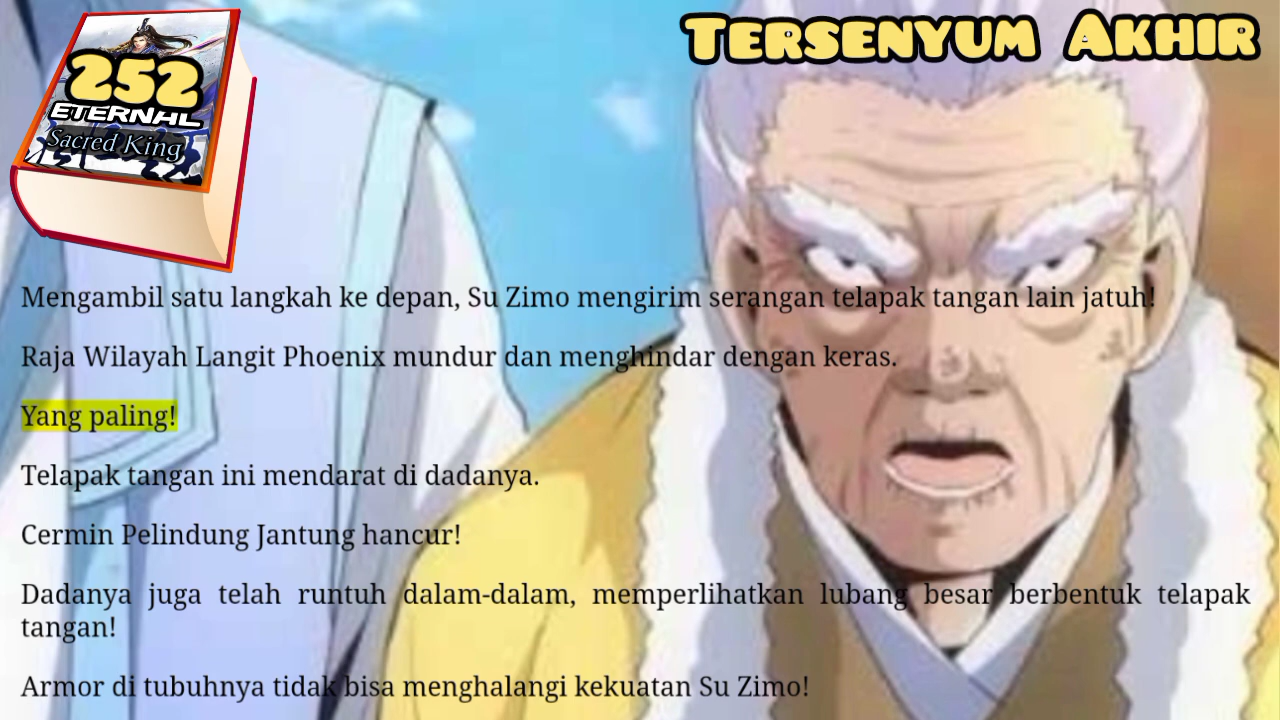 252
ETERNAL
Sacred King
TERSENYUM AKHIR
Mengambil satu langkah ke depan, Su Zimo mengirim serangan telapak tangan lain jatuh!
Raja Wilayah Langit Phoenix mundur dan menghindar dengan keras.
Yang paling!
Telapak tangan ini mendarat di dadanya.
Cermin Pelindung Jantung hancur!
Dadanya juga telah runtuh dalam-dalam, memperlihatkan lubang besar berbentuk telapak
tangan!
Armor di tubuhnya tidak bisa menghalangi kekuatan Su Zimo!